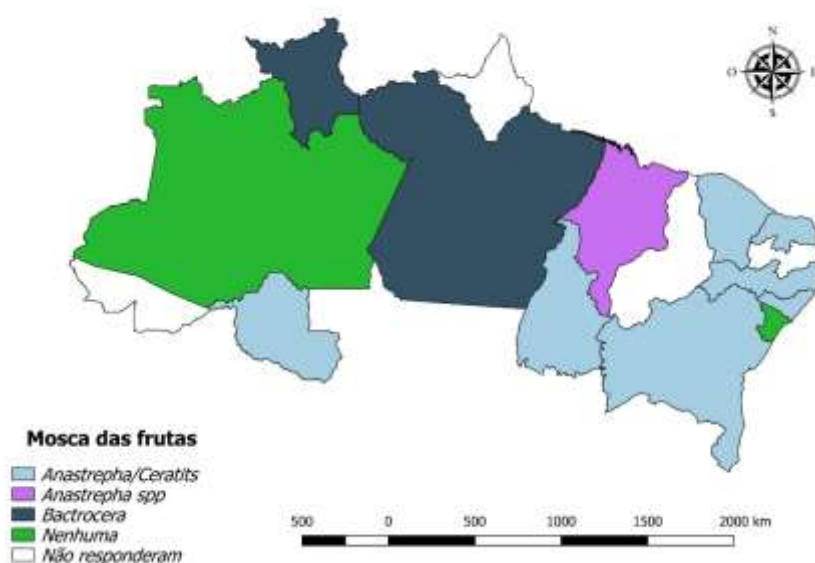 N
O
E
S
Mosca das frutas
Anastrepha/Ceratits
Anastrepha spp
Bactrocera
Nenhuma
Não responderam
500 0 500 1000 1500 2000 km